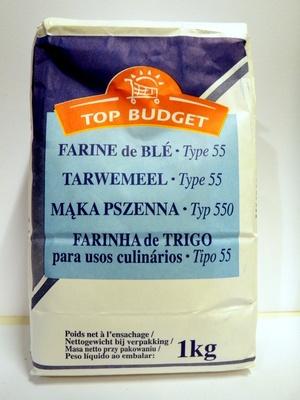 TOP BUDGET
FARINE de BLÉ • Type 55
TARWEMEEL • Type 55
MĄKA PSZENNA • Typ 550
FARINHA de TRIGO
para usos culinários • Tipo 55
Poids net à l'ensachage /
Nettogewicht bij verpakking /
Masa netto przy pakowaniu /
Peso líquido ao embalar:
1kg